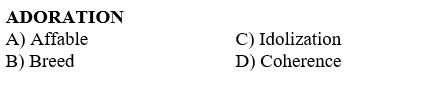 ADORATION
A) Affable C) Idolization
B) Breed D) Coherence